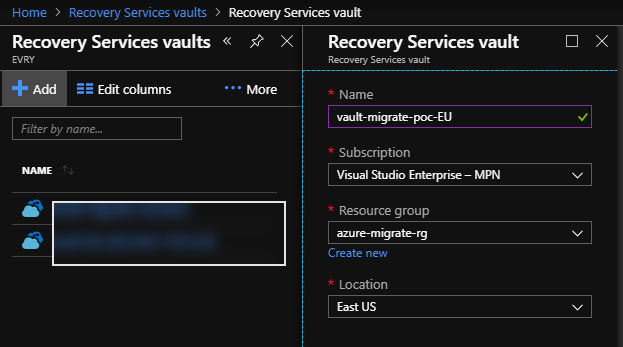 Home > Recovery Services vaults > Recovery Services vault
Recovery Services vaults
EVRY
+ Add
Edit columns
··· More
Filter by name...
NAME
Recovery Services vault
Recovery Services vault
* Name
vault-migrate-poc-EU
* Subscription
Visual Studio Enterprise – MPN
* Resource group
azure-migrate-rg
Create new
* Location
East US